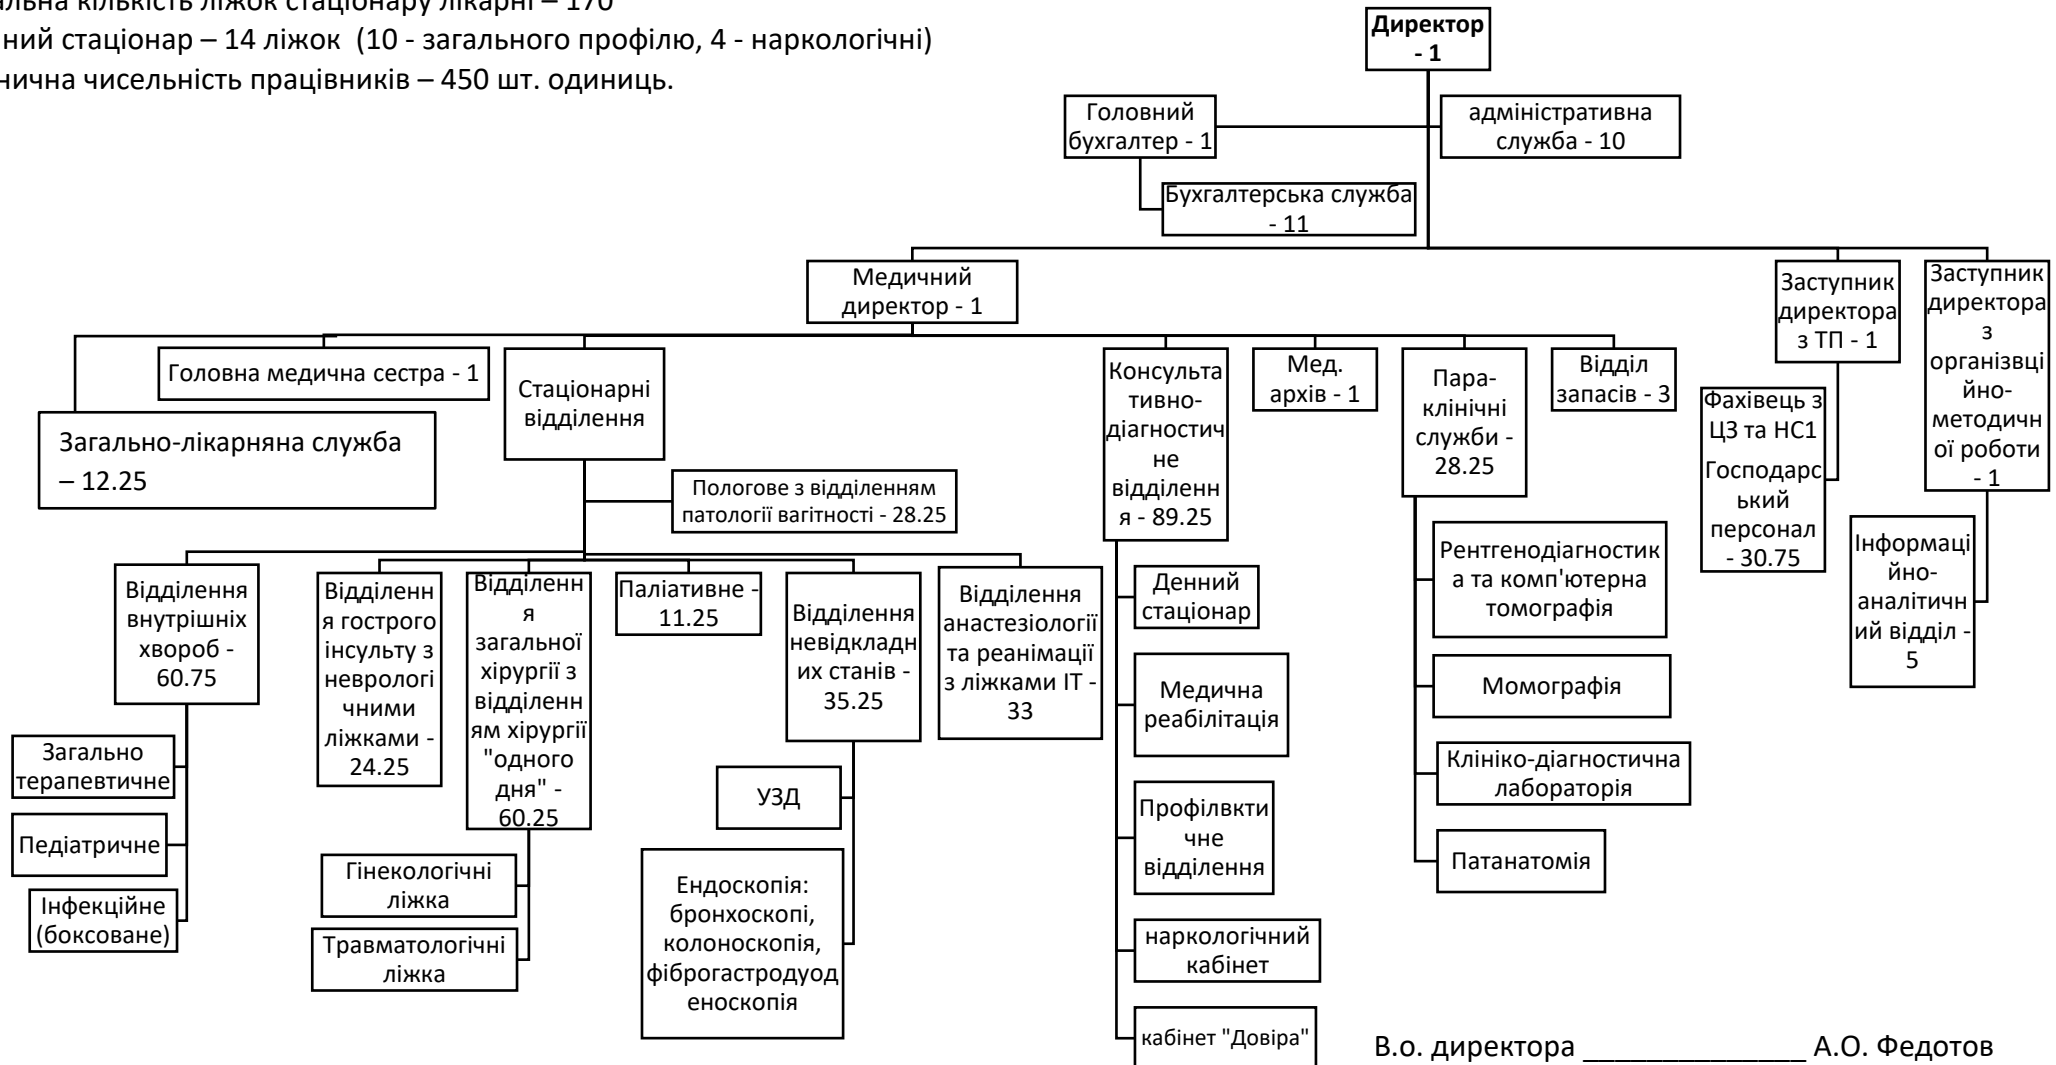 кількість ліжок стаціонару лікарні – 170
стаціонар – 14 ліжок (10 - загального профілю, 4 - наркологічні)
чисельність працівників – 450 шт. одиниць.
Директор
- 1
Головний
бухгалтер - 1
адміністративна
служба - 10
Бухгалтерська служба
- 11
Медичний
директор - 1
Заступник
директора
з ТП - 1
Заступник
директора
з
організвці
йно-
методичн
ої роботи
- 1
Головна медична сестра - 1
Загально-лікарняна служба
– 12.25
Стаціонарні
відділення
Консульта
тивно-
діагностич
не
відділенн
я - 89.25
Мед.
архів - 1
Пара-
клінічні
служби -
28.25
Відділ
запасів - 3
Фахівець з
ЦЗ та НС1
Господарс
ький
персонал
- 30.75
Інформаці
йно-
аналітичн
ий відділ -
5
Пологове з відділенням
патології вагітності - 28.25
Відділення
внутрішніх
хвороб -
60.75
Відділенн
я гострого
інсульту з
неврологі
чними
ліжками -
24.25
Відділенн
я
загальної
хірургії з
відділенн
ям хірургії
"одного
дня" -
60.25
Паліативне -
11.25
Відділення
невідкладн
их станів -
35.25
Відділення
анастезіології
та реанімації
з ліжками ІТ -
33
Загально
терапевтичне
Педіатричне
Інфекційне
(боксоване)
Гінекологічні
ліжка
Травматологічні
ліжка
УЗД
Ендоскопія:
бронхоскопі,
колоноскопія,
фіброгастродуод
еноскопія
Денний
стаціонар
Медична
реабілітація
Профілвкти
чне
відділення
наркологічний
кабінет
кабінет "Довіра"
Рентгенодіагностик
а та комп'ютерна
томографія
Момографія
Клініко-діагностична
лабораторія
Патанатомія
В.о. директора ______________ А.О. Федотов